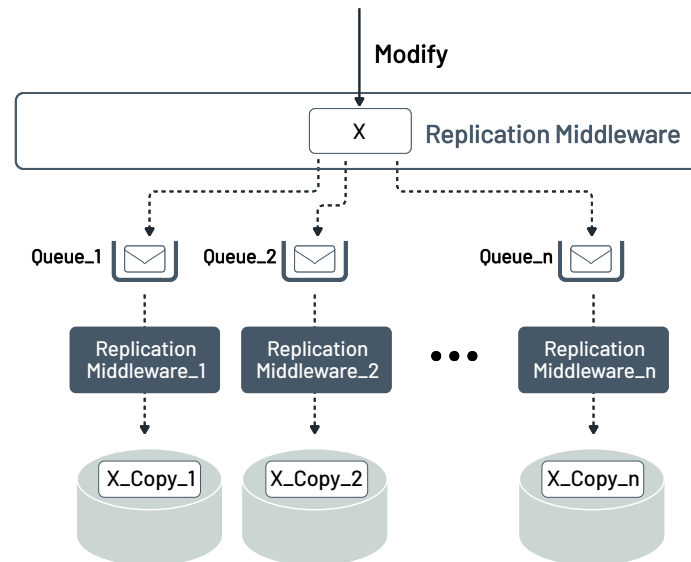 Modify
X
Replication Middleware
Queue_1
Queue_2
Queue_n
Replication
Middleware_1
Replication
Middleware_2
Replication
Middleware_n
X_Copy_1
X_Copy_2
X_Copy_n